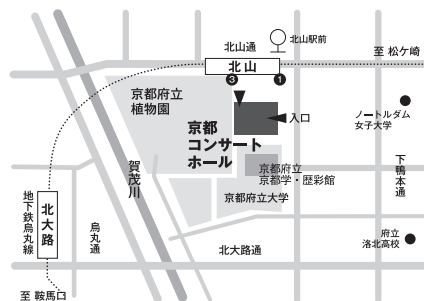 北山駅前
北山通
北山
至 松ケ崎
3
1
京都府立
植物園
入口
ノートルダム
女子大学
京都
コンサート
ホール
賀茂川
京都府立
京都学・歴彩館
下鴨本通
京都府立大学
地下鉄烏丸線
北大路
烏丸通
北大路通
府立
洛北高校
至 鞍馬口